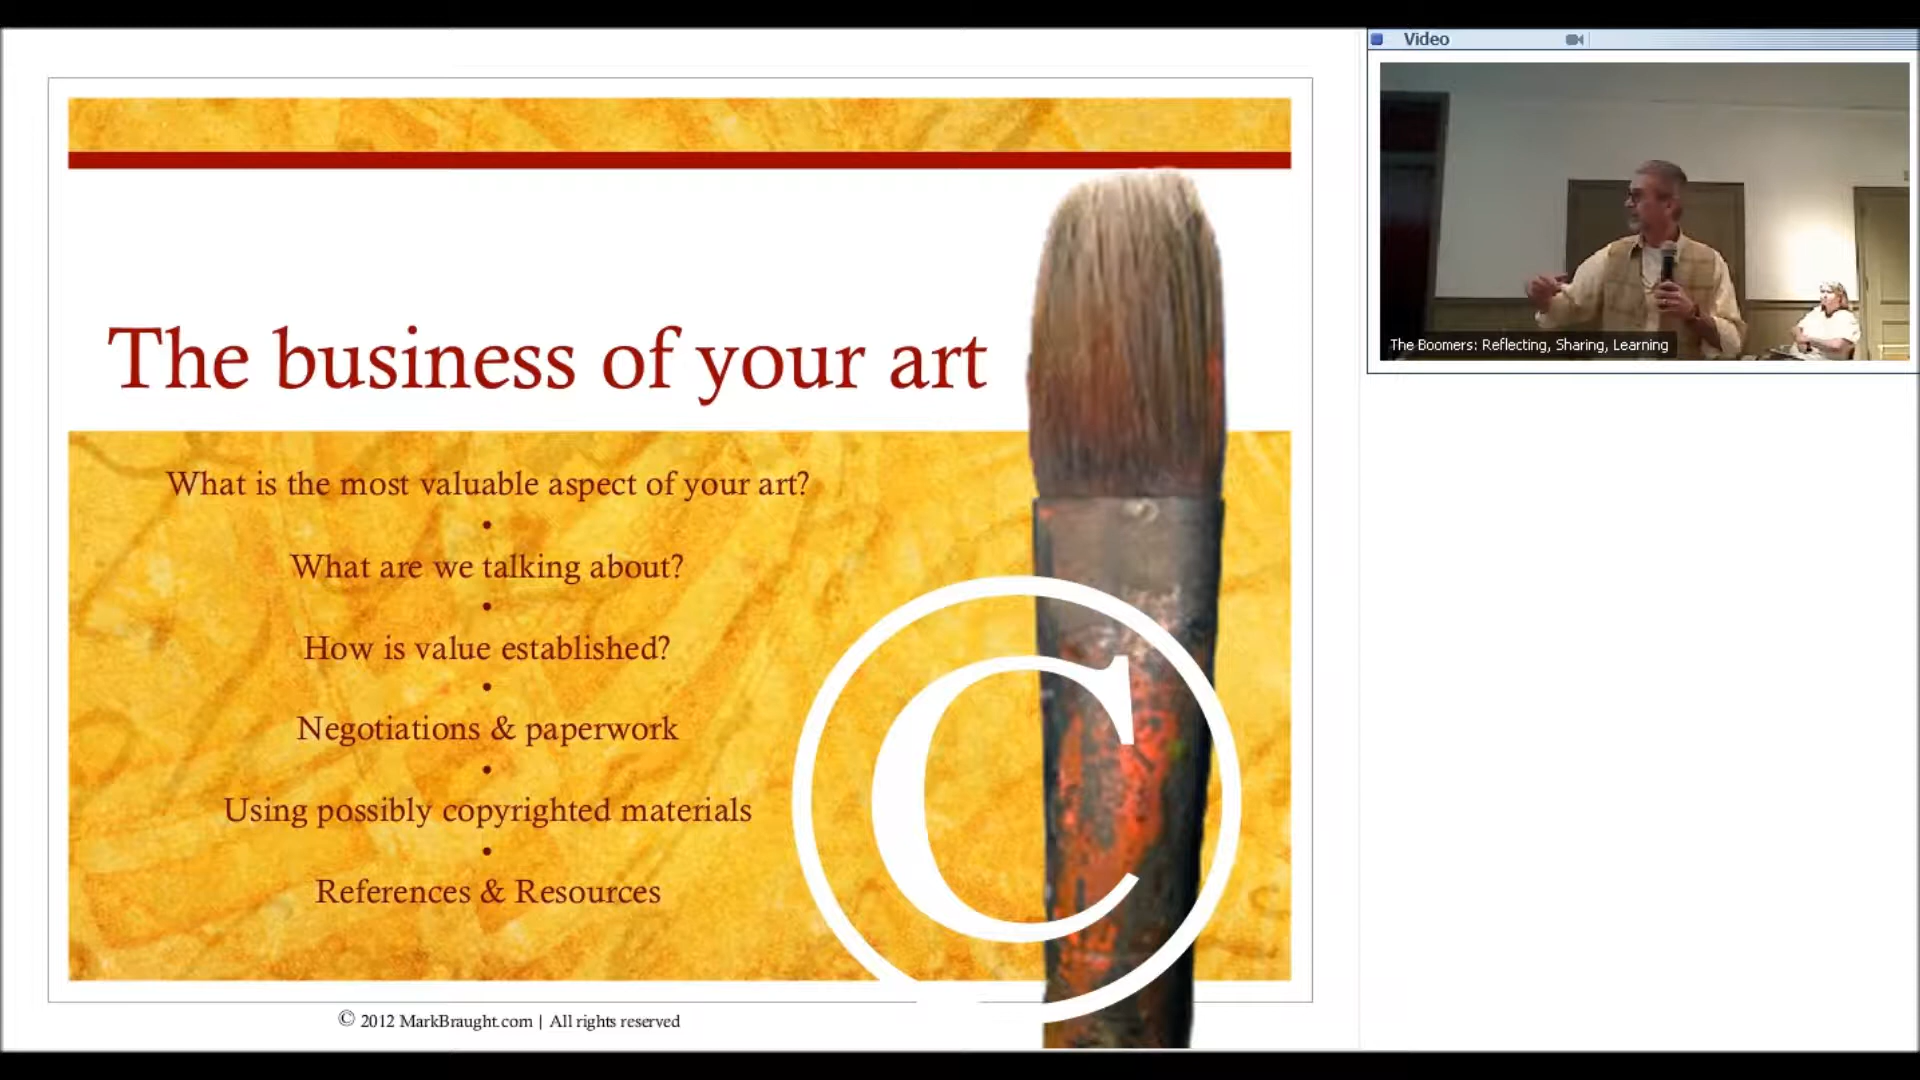 Video
The Boomers: Reflecting, Sharing, Learning
The business of your art
What is the most valuable aspect of your art?
•
What are we talking about?
•
How is value established?
•
Negotiations & paperwork
•
Using possibly copyrighted materials
•
References & Resources
©
© 2012 MarkBraught.com | All rights reserved